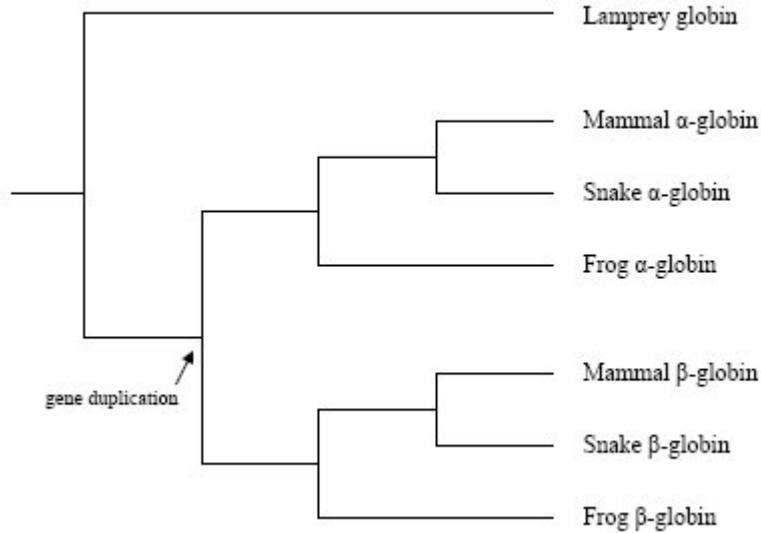 Lamprey globin
Mammal α-globin
Snake α-globin
Frog α-globin
gene duplication
Mammal β-globin
Snake β-globin
Frog β-globin